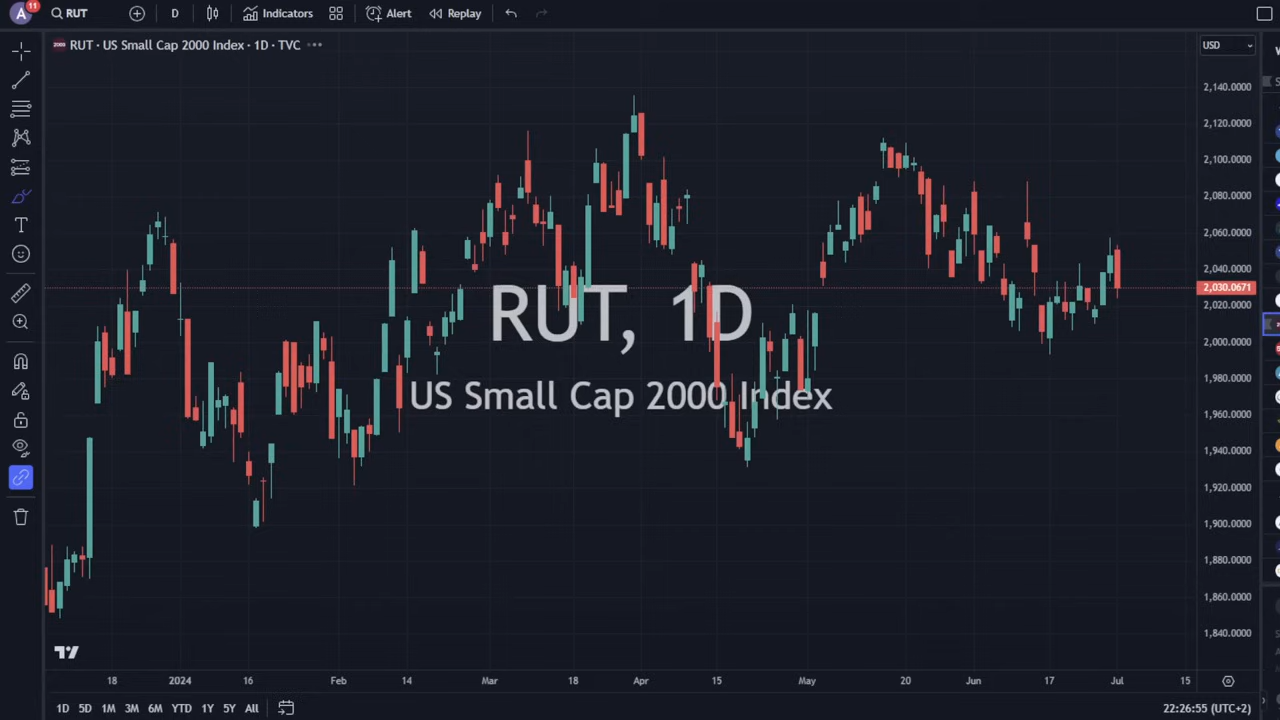 A 11 RUT D Indicators Alert Replay
2000 RUT · US Small Cap 2000 Index · 1D · TVC
USD
RUT, 1D
US Small Cap 2000 Index
2,140.0000
2,120.0000
2,100.0000
2,080.0000
2,060.0000
2,040.0000
2,030.0671
2,020.0000
2,000.0000
1,980.0000
1,960.0000
1,940.0000
1,920.0000
1,900.0000
1,880.0000
1,860.0000
1,840.0000
18 2024 16 Feb 14 Mar 18 Apr 15 May 20 Jun 17 Jul 15
1D 5D 1M 3M 6M YTD 1Y 5Y All 22:26:55 (UTC+2)